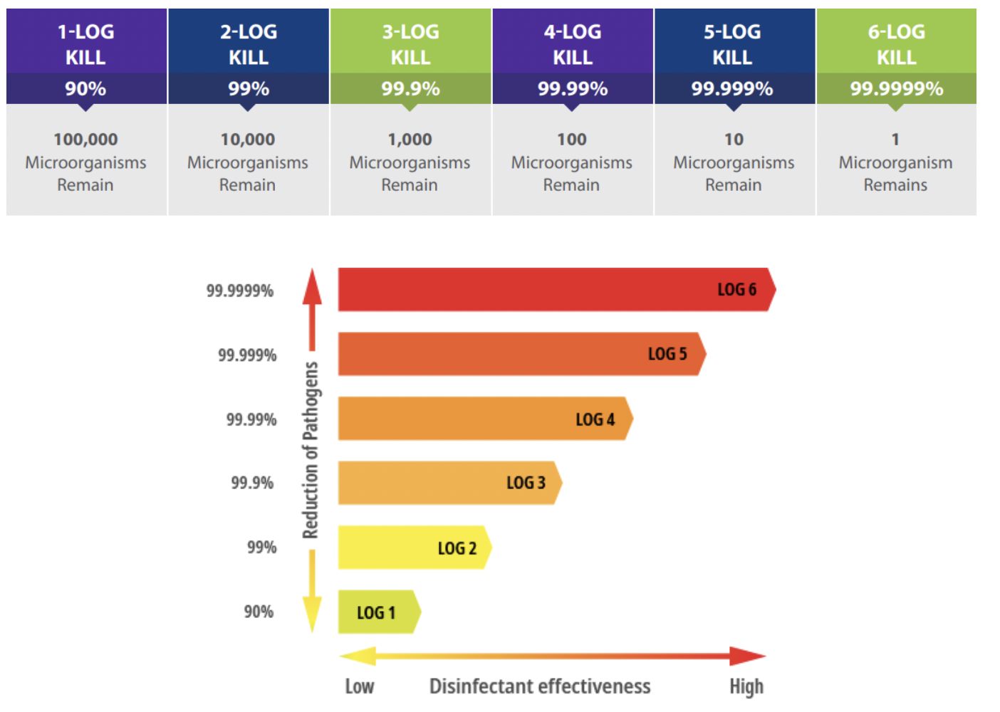 1-LOG
KILL
90%
100,000
Microorganisms
Remain
2-LOG
KILL
99%
10,000
Microorganisms
Remain
3-LOG
KILL
99.9%
1,000
Microorganisms
Remain
4-LOG
KILL
99.99%
100
Microorganisms
Remain
5-LOG
KILL
99.999%
10
Microorganisms
Remain
6-LOG
KILL
99.9999%
1
Microorganism
Remains
Reduction of Pathogens
99.9999%
LOG 6
99.999%
LOG 5
99.99%
LOG 4
99.9%
LOG 3
99%
LOG 2
90%
LOG 1
Low
Disinfectant effectiveness
High